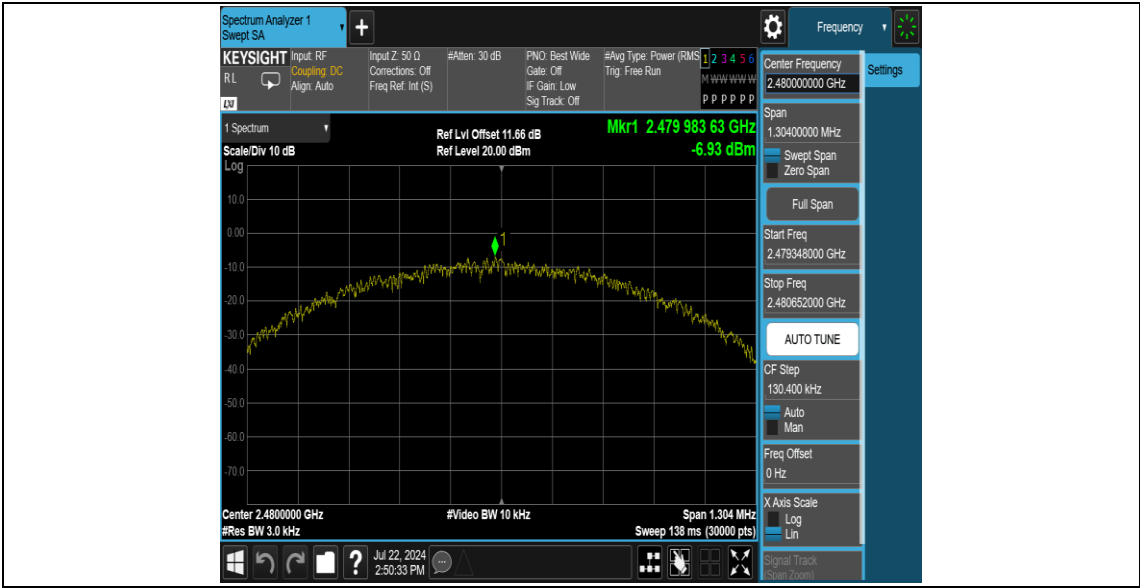 Spectrum Analyzer 1
Swept SA
+
Frequency
KEYSIGHT
R L
LXI
Input: RF
Coupling: DC
Align: Auto
Input Z: 50 Ω
Corrections: Off
Freq Ref: Int (S)
#Atten: 30 dB
PNO: Best Wide
Gate: Off
IF Gain: Low
Sig Track: Off
#Avg Type: Power (RMS
Trig: Free Run
1 2 3 4 5 6
M W W W W W
P P P P P P
1 Spectrum
Scale/Div 10 dB
Log
Ref Lvl Offset 11.66 dB
Ref Level 20.00 dBm
Mkr1 2.479 983 63 GHz
-6.93 dBm
1
10.0
0.00
-10.0
-20.0
-30.0
-40.0
-50.0
-60.0
-70.0
Center 2.4800000 GHz
#Video BW 10 kHz
Span 1.304 MHz
#Res BW 3.0 kHz
Sweep 138 ms (30000 pts)
Center Frequency
2.480000000 GHz
Settings
Span
1.30400000 MHz
Swept Span
Zero Span
Full Span
Start Freq
2.479348000 GHz
Stop Freq
2.480652000 GHz
AUTO TUNE
CF Step
130.400 kHz
Auto
Man
Freq Offset
0 Hz
X Axis Scale
Log
Lin
Signal Track
(Span Zoom)
?
Jul 22, 2024
2:50:33 PM